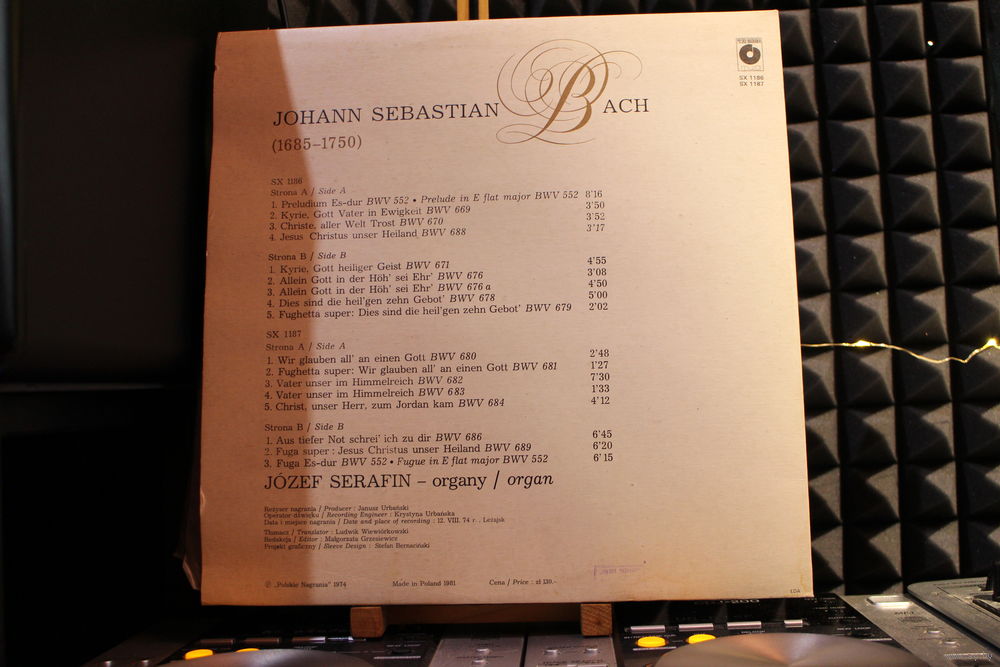 SX 1186
SX 1187
JOHANN SEBASTIAN BACH
(1685–1750)
SX 1186
Strona A / Side A
1. Preludium Es-dur BWV 552 • Prelude in E flat major BWV 552 8'16
2. Kyrie, Gott Vater in Ewigkeit BWV 669 3'50
3. Christe, aller Welt Trost BWV 670 3'52
4. Jesus Christus unser Heiland BWV 688 3'17
Strona B / Side B
1. Kyrie, Gott heiliger Geist BWV 671 4'55
2. Allein Gott in der Höh' sei Ehr' BWV 676 3'08
3. Allein Gott in der Höh' sei Ehr' BWV 676 a 4'50
4. Dies sind die heil'gen zehn Gebot' BWV 678 5'00
5. Fughetta super: Dies sind die heil'gen zehn Gebot' BWV 679 2'02
SX 1187
Strona A / Side A
1. Wir glauben all' an einen Gott BWV 680 2'48
2. Fughetta super: Wir glauben all' an einen Gott BWV 681 1'27
3. Vater unser im Himmelreich BWV 682 7'30
4. Vater unser im Himmelreich BWV 683 1'33
5. Christ, unser Herr, zum Jordan kam BWV 684 4'12
Strona B / Side B
1. Aus tiefer Not schrei' ich zu dir BWV 686 6'45
2. Fuga super : Jesus Christus unser Heiland BWV 689 6'20
3. Fuga Es-dur BWV 552 • Fugue in E flat major BWV 552 6'15
JÓZEF SERAFIN – organy / organ
Reżyser nagrania / Producer : Janusz Urbański
Operator dźwięku / Recording Engineer : Krystyna Urbańska
Data i miejsce nagrania / Date and place of recording : 12. VIII. 74 r. . Leżajsk
Tłumacz / Translator : Ludwik Wiewiórkowski
Redakcja / Editor : Małgorzata Grzesiewicz
Projekt graficzny / Sleeve Design : Stefan Bernaciński
℗ „Polskie Nagrania" 1974 Made in Poland 1981 Cena / Price : zł 130.-
LDA